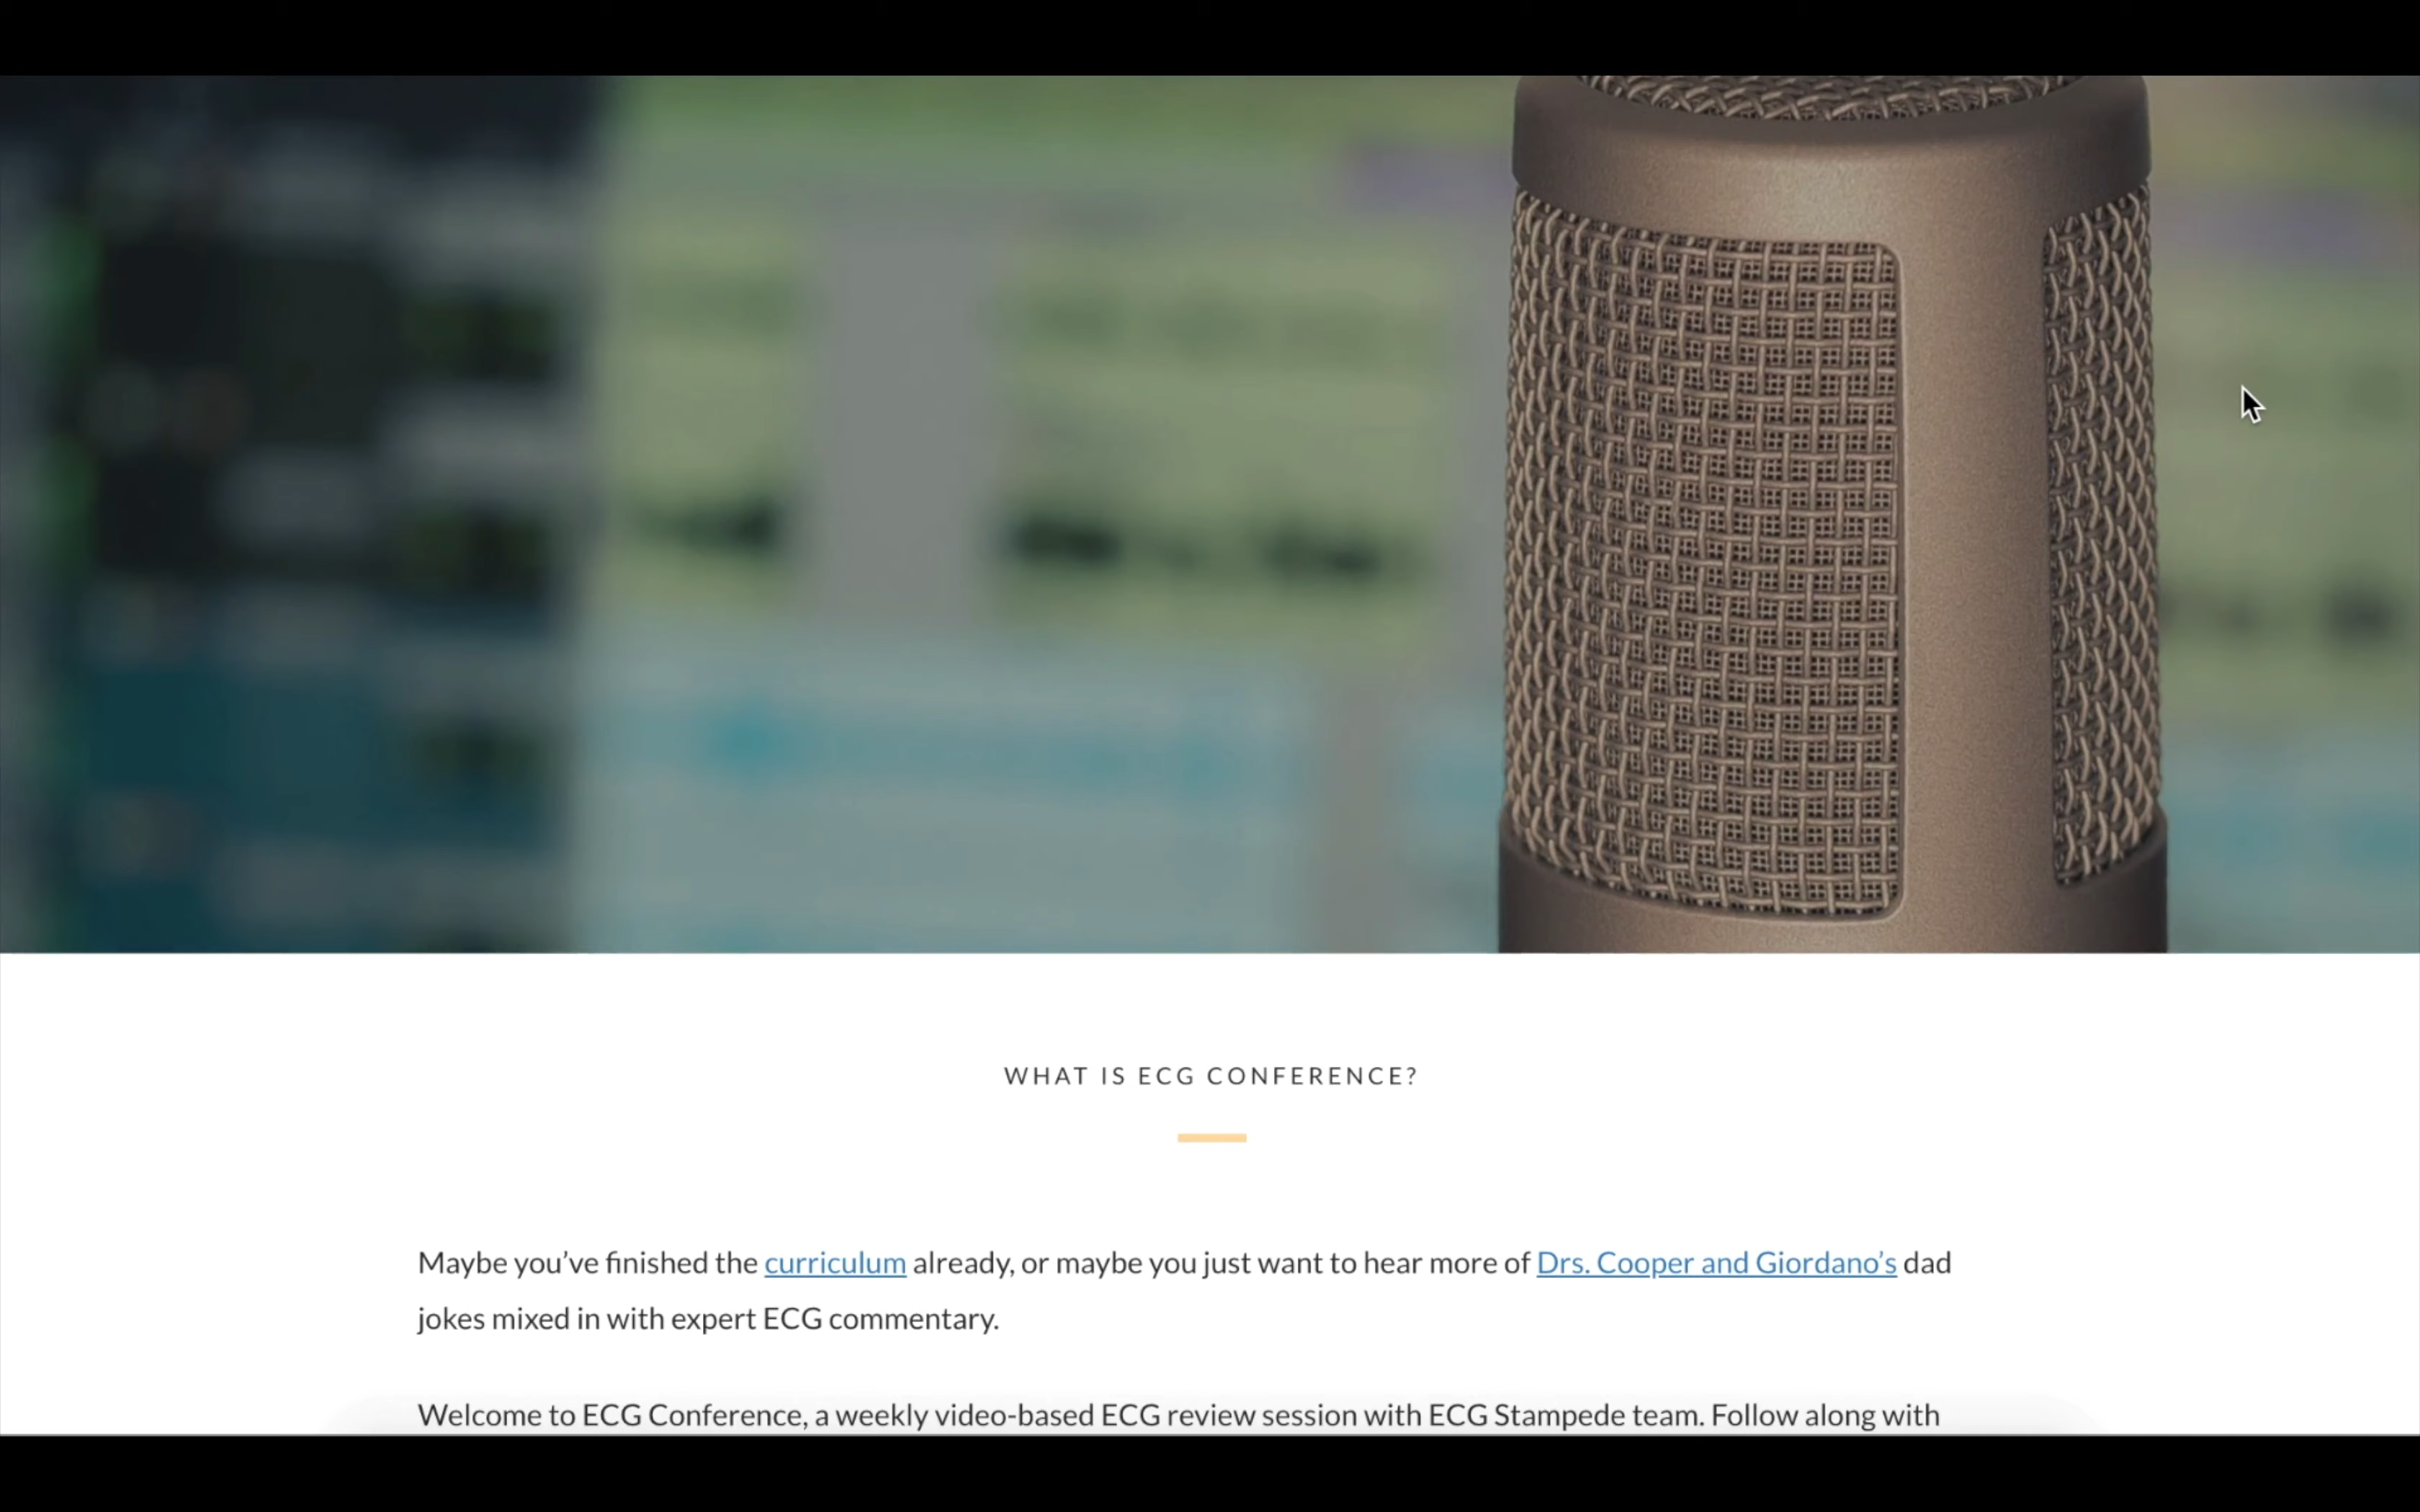 WHAT IS ECG CONFERENCE?
Maybe you’ve finished the curriculum already, or maybe you just want to hear more of Drs. Cooper and Giordano’s dad
jokes mixed in with expert ECG commentary.
Welcome to ECG Conference, a weekly video-based ECG review session with ECG Stampede team. Follow along with